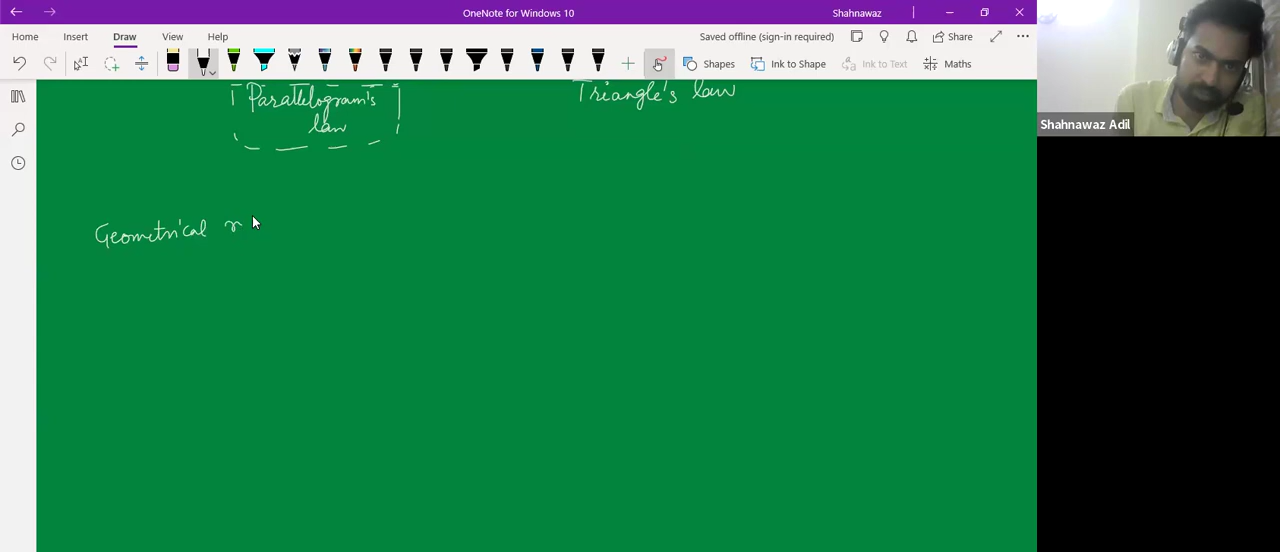 OneNote for Windows 10
Shahnawaz
Home Insert Draw View Help
Saved offline (sign-in required)
Share
Shapes
Ink to Shape
Ink to Text
Maths
Parallelogram's
law
Triangle's law
Geometrical r
Shahnawaz Adil